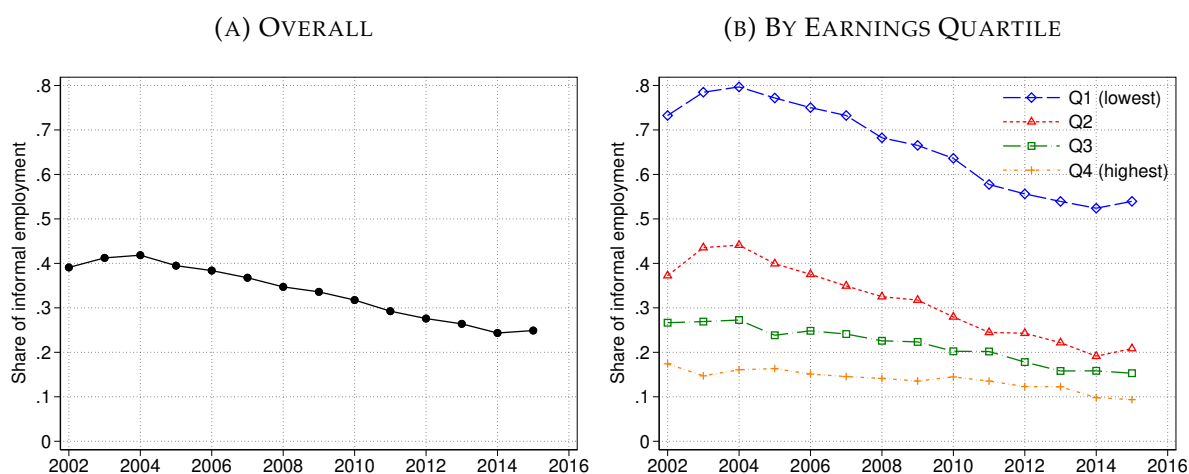 (A) OVERALL
Share of informal employment
.8
.7
.6
.5
.4
.3
.2
.1
0
2002 2004 2006 2008 2010 2012 2014 2016
(B) BY EARNINGS QUARTILE
Share of informal employment
.8
.7
.6
.5
.4
.3
.2
.1
0
2002 2004 2006 2008 2010 2012 2014 2016
Q1 (lowest)
Q2
Q3
Q4 (highest)